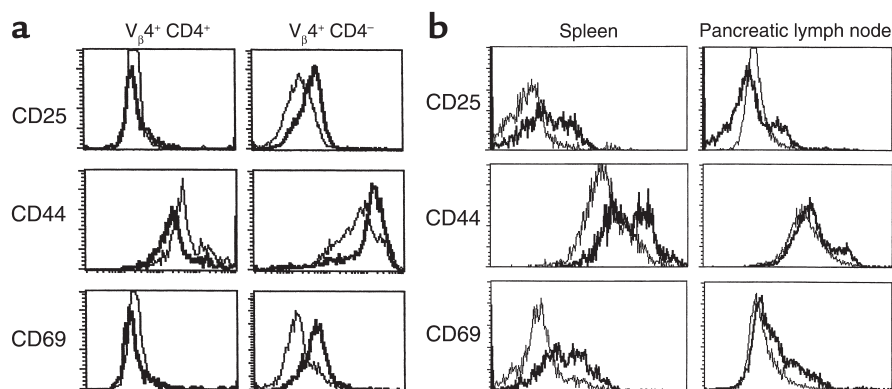 a
Vβ4⁺ CD4⁺
Vβ4⁺ CD4⁻
CD25
CD44
CD69
b
Spleen
Pancreatic lymph node
CD25
CD44
CD69